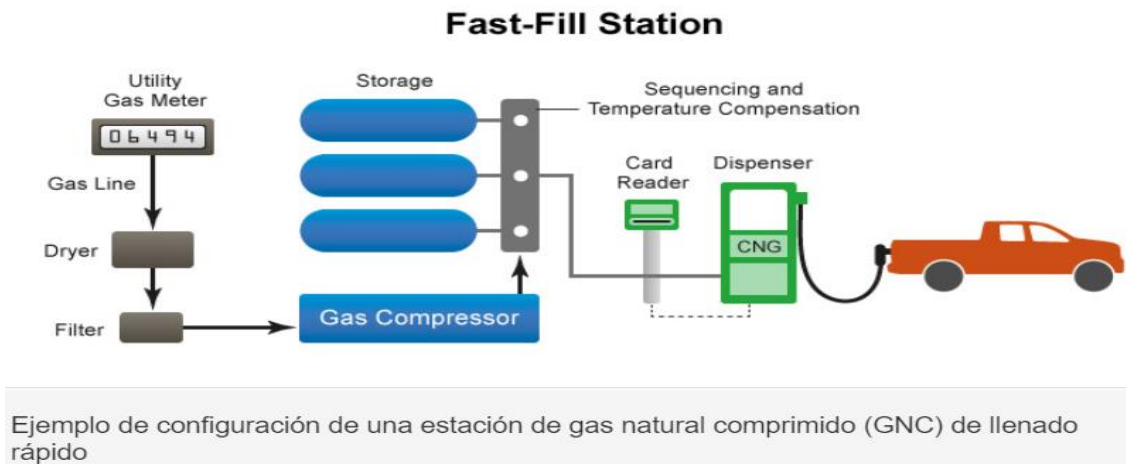 Fast-Fill Station
Utility
Gas Meter
06494
Gas Line
Dryer
Filter
Storage
Gas Compressor
Sequencing and
Temperature Compensation
Card
Reader
Dispenser
CNG
Ejemplo de configuración de una estación de gas natural comprimido (GNC) de llenado
rápido